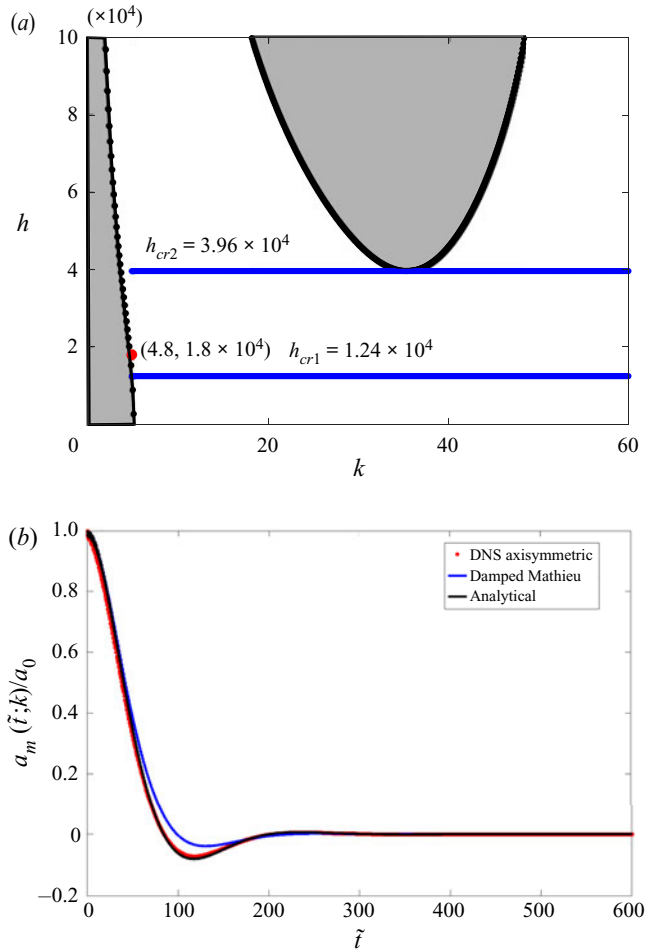 (a)
(×10⁴)
10
8
h
6
h_cr2 = 3.96 × 10⁴
4
(4.8, 1.8 × 10⁴) h_cr1 = 1.24 × 10⁴
2
0 20 40 60
k
(b)
1.0
DNS axisymmetric
Damped Mathieu
Analytical
0.8
0.6
a_m (t̃;k)/a_0
0.4
0.2
0
−0.2
0 100 200 300 400 500 600
t̃